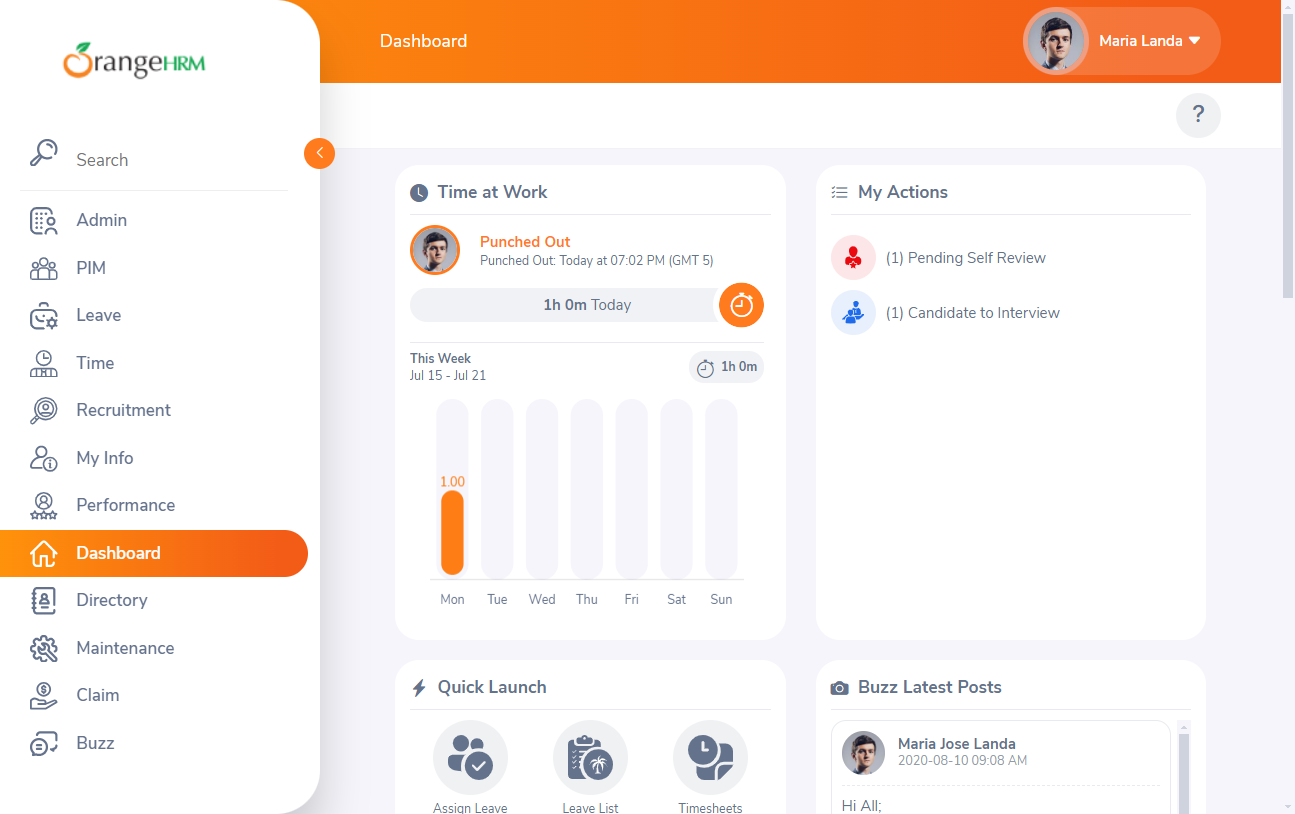 OrangeHRM
Search
Admin
PIM
Leave
Time
Recruitment
My Info
Performance
Dashboard
Directory
Maintenance
Claim
Buzz
Dashboard
Maria Landa
?
Time at Work
Punched Out
Punched Out: Today at 07:02 PM (GMT 5)
1h 0m Today
This Week
Jul 15 - Jul 21
1h 0m
1.00
Mon Tue Wed Thu Fri Sat Sun
My Actions
(1) Pending Self Review
(1) Candidate to Interview
Quick Launch
Assign Leave Leave List Timesheets
Buzz Latest Posts
Maria Jose Landa
2020-08-10 09:08 AM
Hi All;